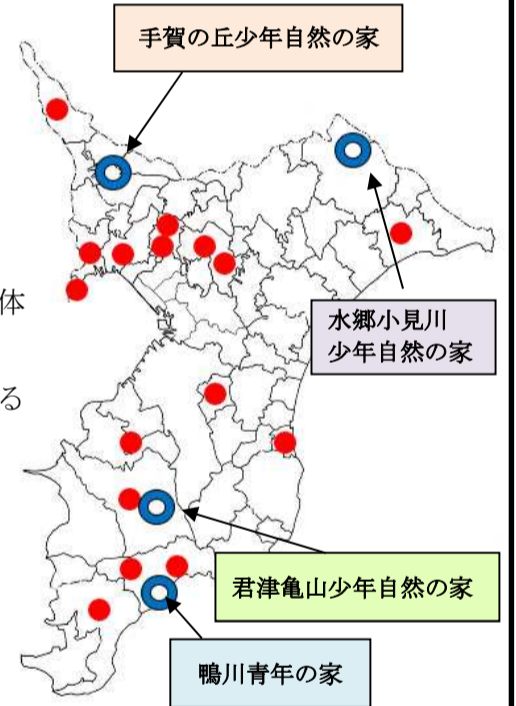 手賀の丘少年自然の家
体
水郷小見川
少年自然の家
る
君津亀山少年自然の家
鴨川青年の家